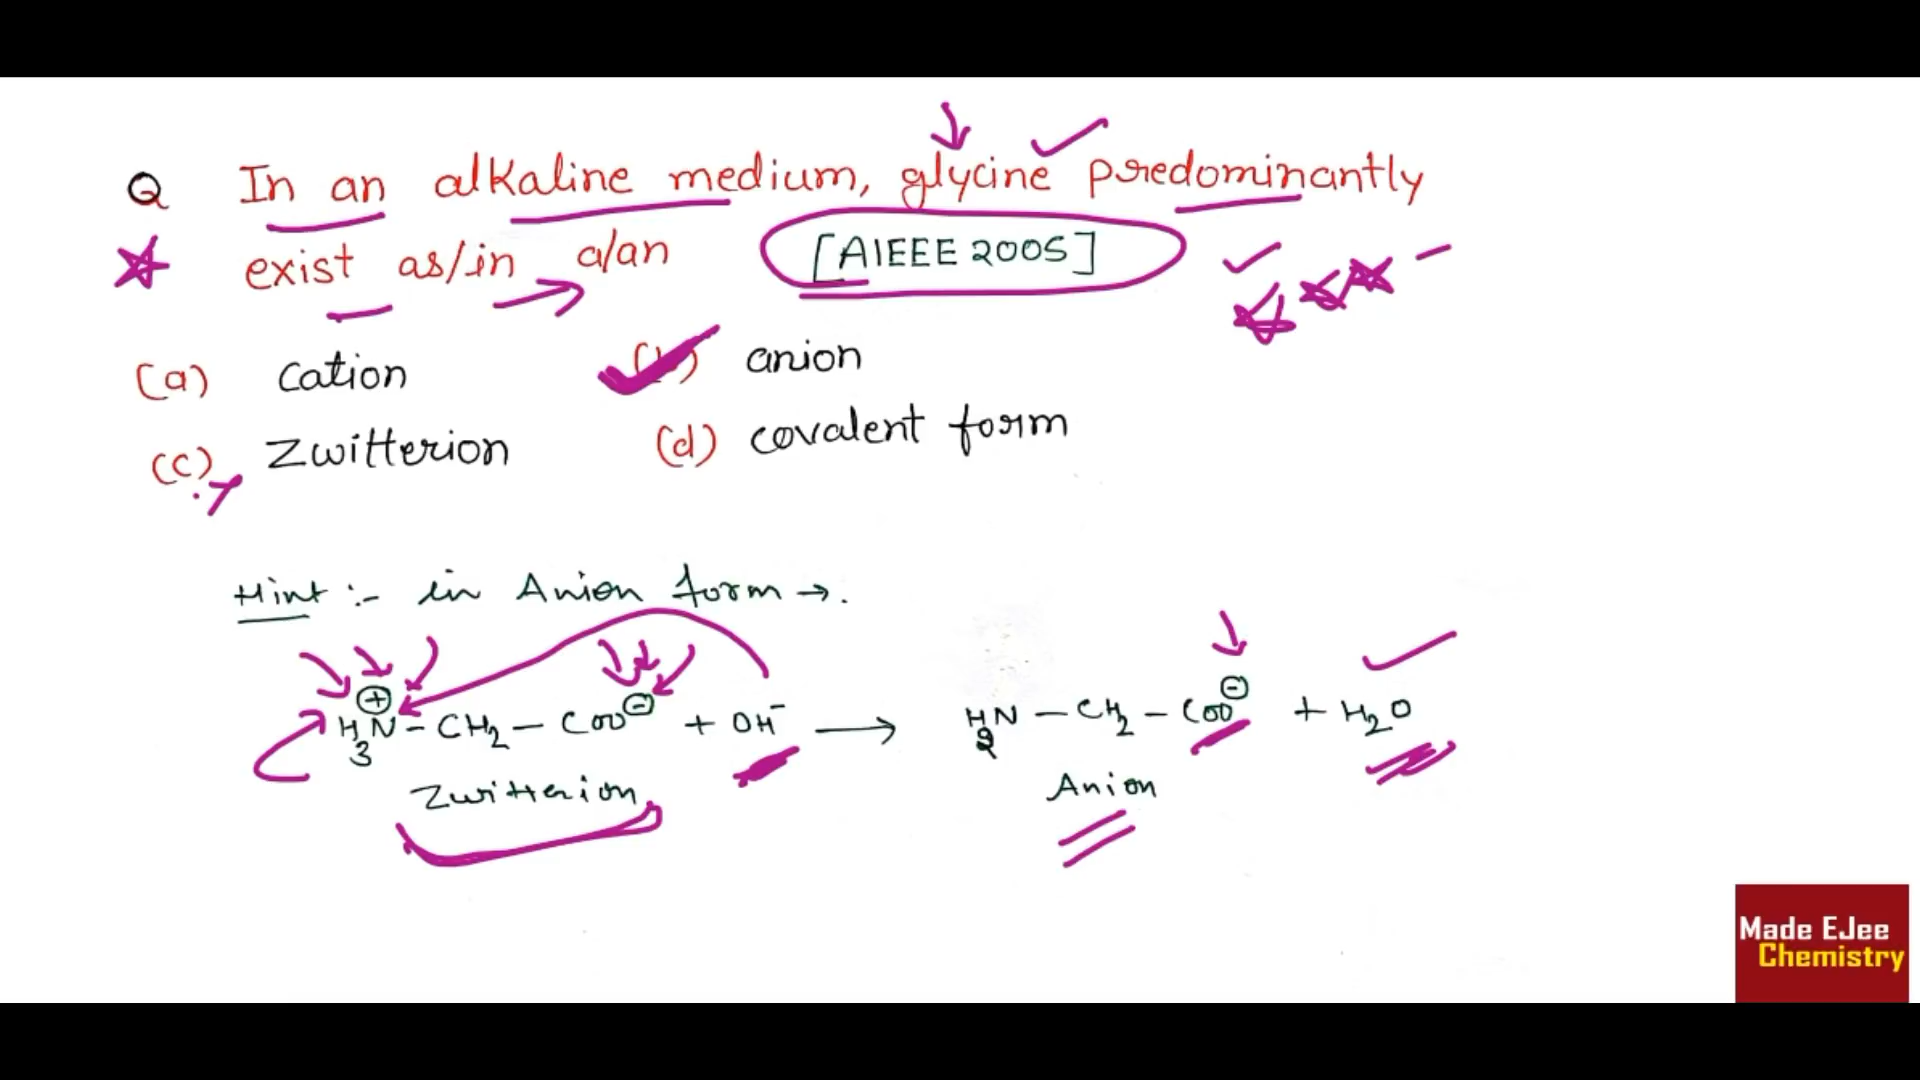 Q In an alkaline medium, glycine predominantly
exist as/in a/an [AIEEE 2005]
(a) cation (b) anion
(c) Zwitterion (d) covalent form
Hint :- in Anion form →.
H₃N⊕ - CH₂ - COO⊖ + OH⁻ → H₂N - CH₂ - COO⊖ + H₂O
Zwitterion Anion
Made EJee
Chemistry